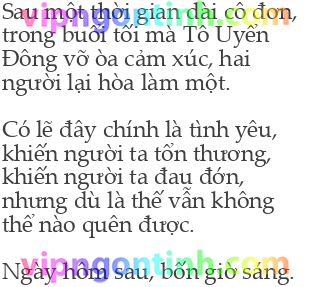 Sau một thời gian dài cô đơn,
vipngontinh.com
trong buổi tối mà Tô Uyển
Đông vỡ òa cảm xúc, hai
người lại hòa làm một.
Có lẽ đây chính là tình yêu,
khiến người ta tổn thương,
khiến người ta đau đớn,
nhưng dù là thế vẫn không
thể nào quên được.
vipngontinh.com
Ngày hôm sau, bốn giờ sáng.